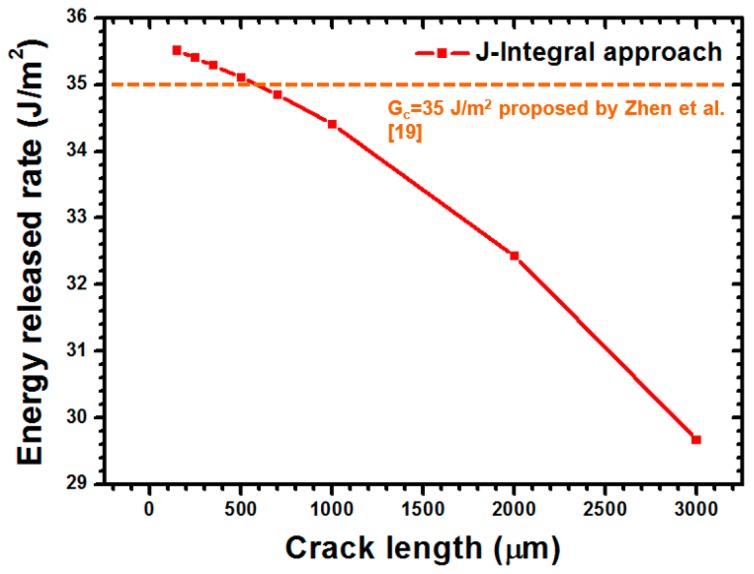 36
35
34
33
32
31
30
29
Energy released rate (J/m²)
J-Integral approach
G_c=35 J/m² proposed by Zhen et al.
[19]
0 500 1000 1500 2000 2500 3000
Crack length (μm)